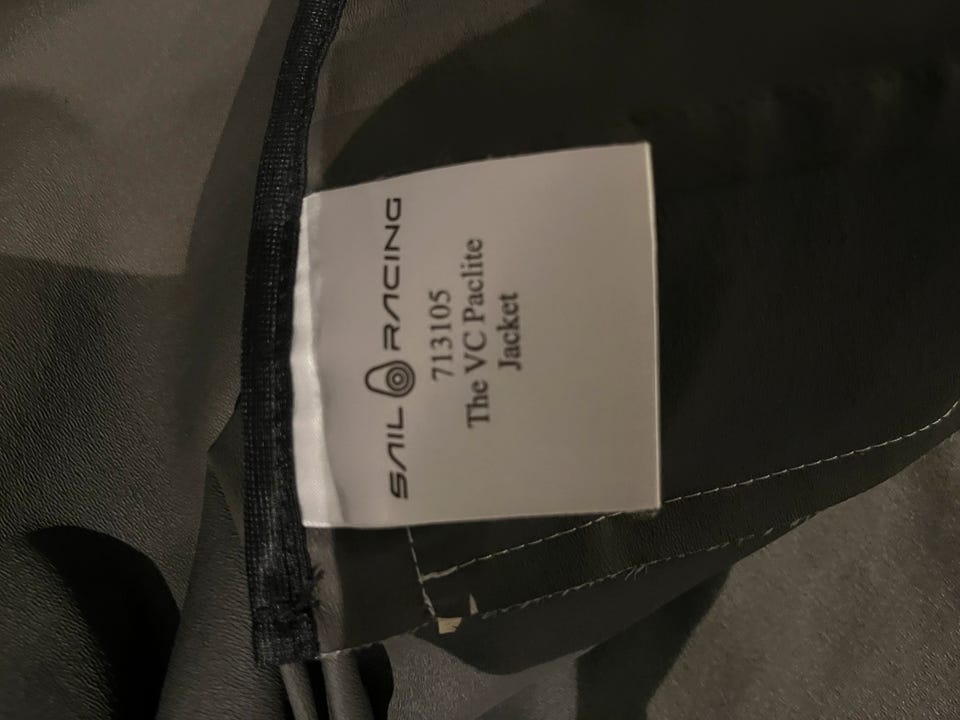 SAIL RACING
713105
The VC Paclite
Jacket